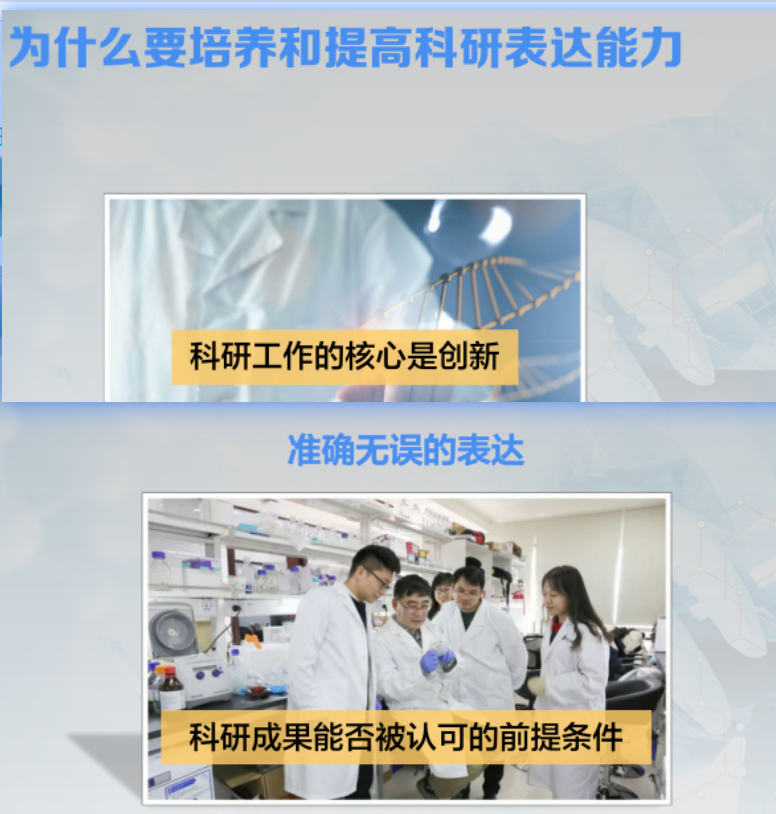 为什么要培养和提高科研表达能力
科研工作的核心是创新
准确无误的表达
科研成果能否被认可的前提条件